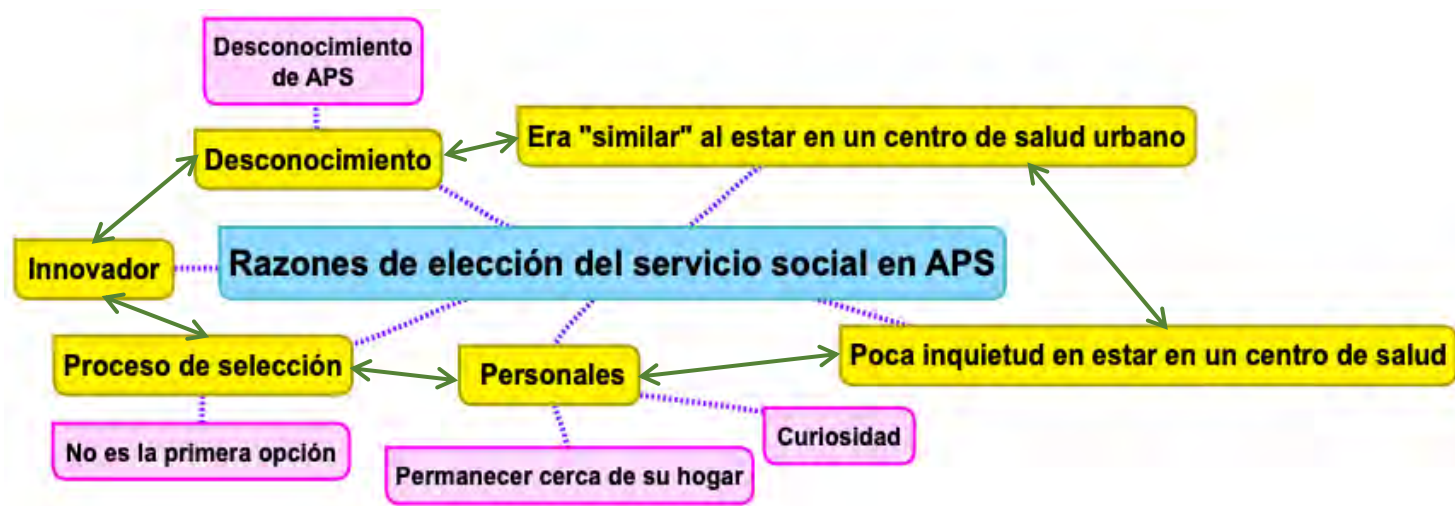 Desconocimiento
de APS
Era "similar" al estar en un centro de salud urbano
Desconocimiento
Innovador
Razones de elección del servicio social en APS
Proceso de selección
Personales
Poca inquietud en estar en un centro de salud
No es la primera opción
Permanecer cerca de su hogar
Curiosidad